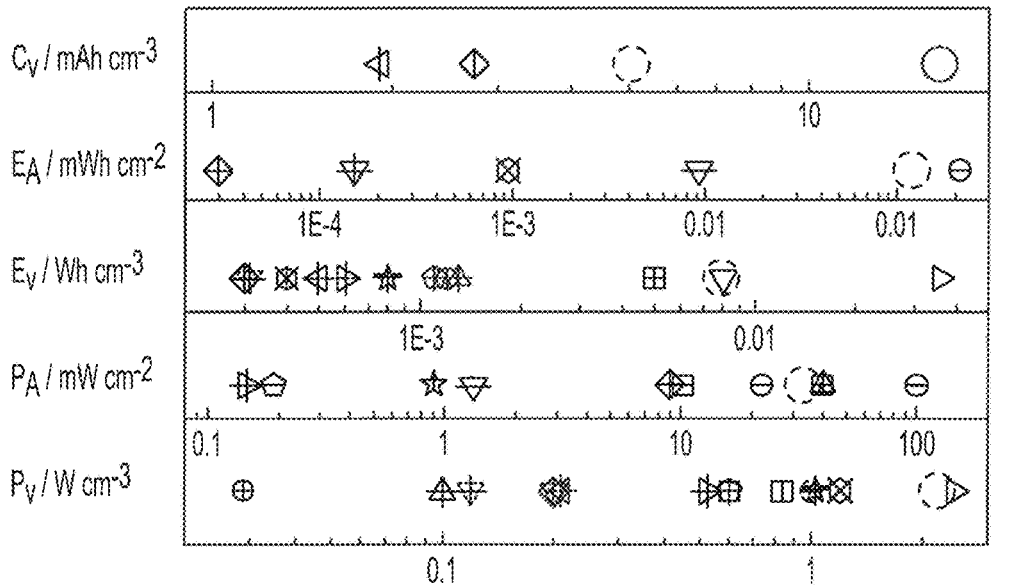 Cv / mAh cm-3
1 10
EA / mWh cm-2
1E-4 1E-3 0.01 0.01
Ev / Wh cm-3
1E-3 0.01
PA / mW cm-2
0.1 1 10 100
Pv / W cm-3
0.1 1